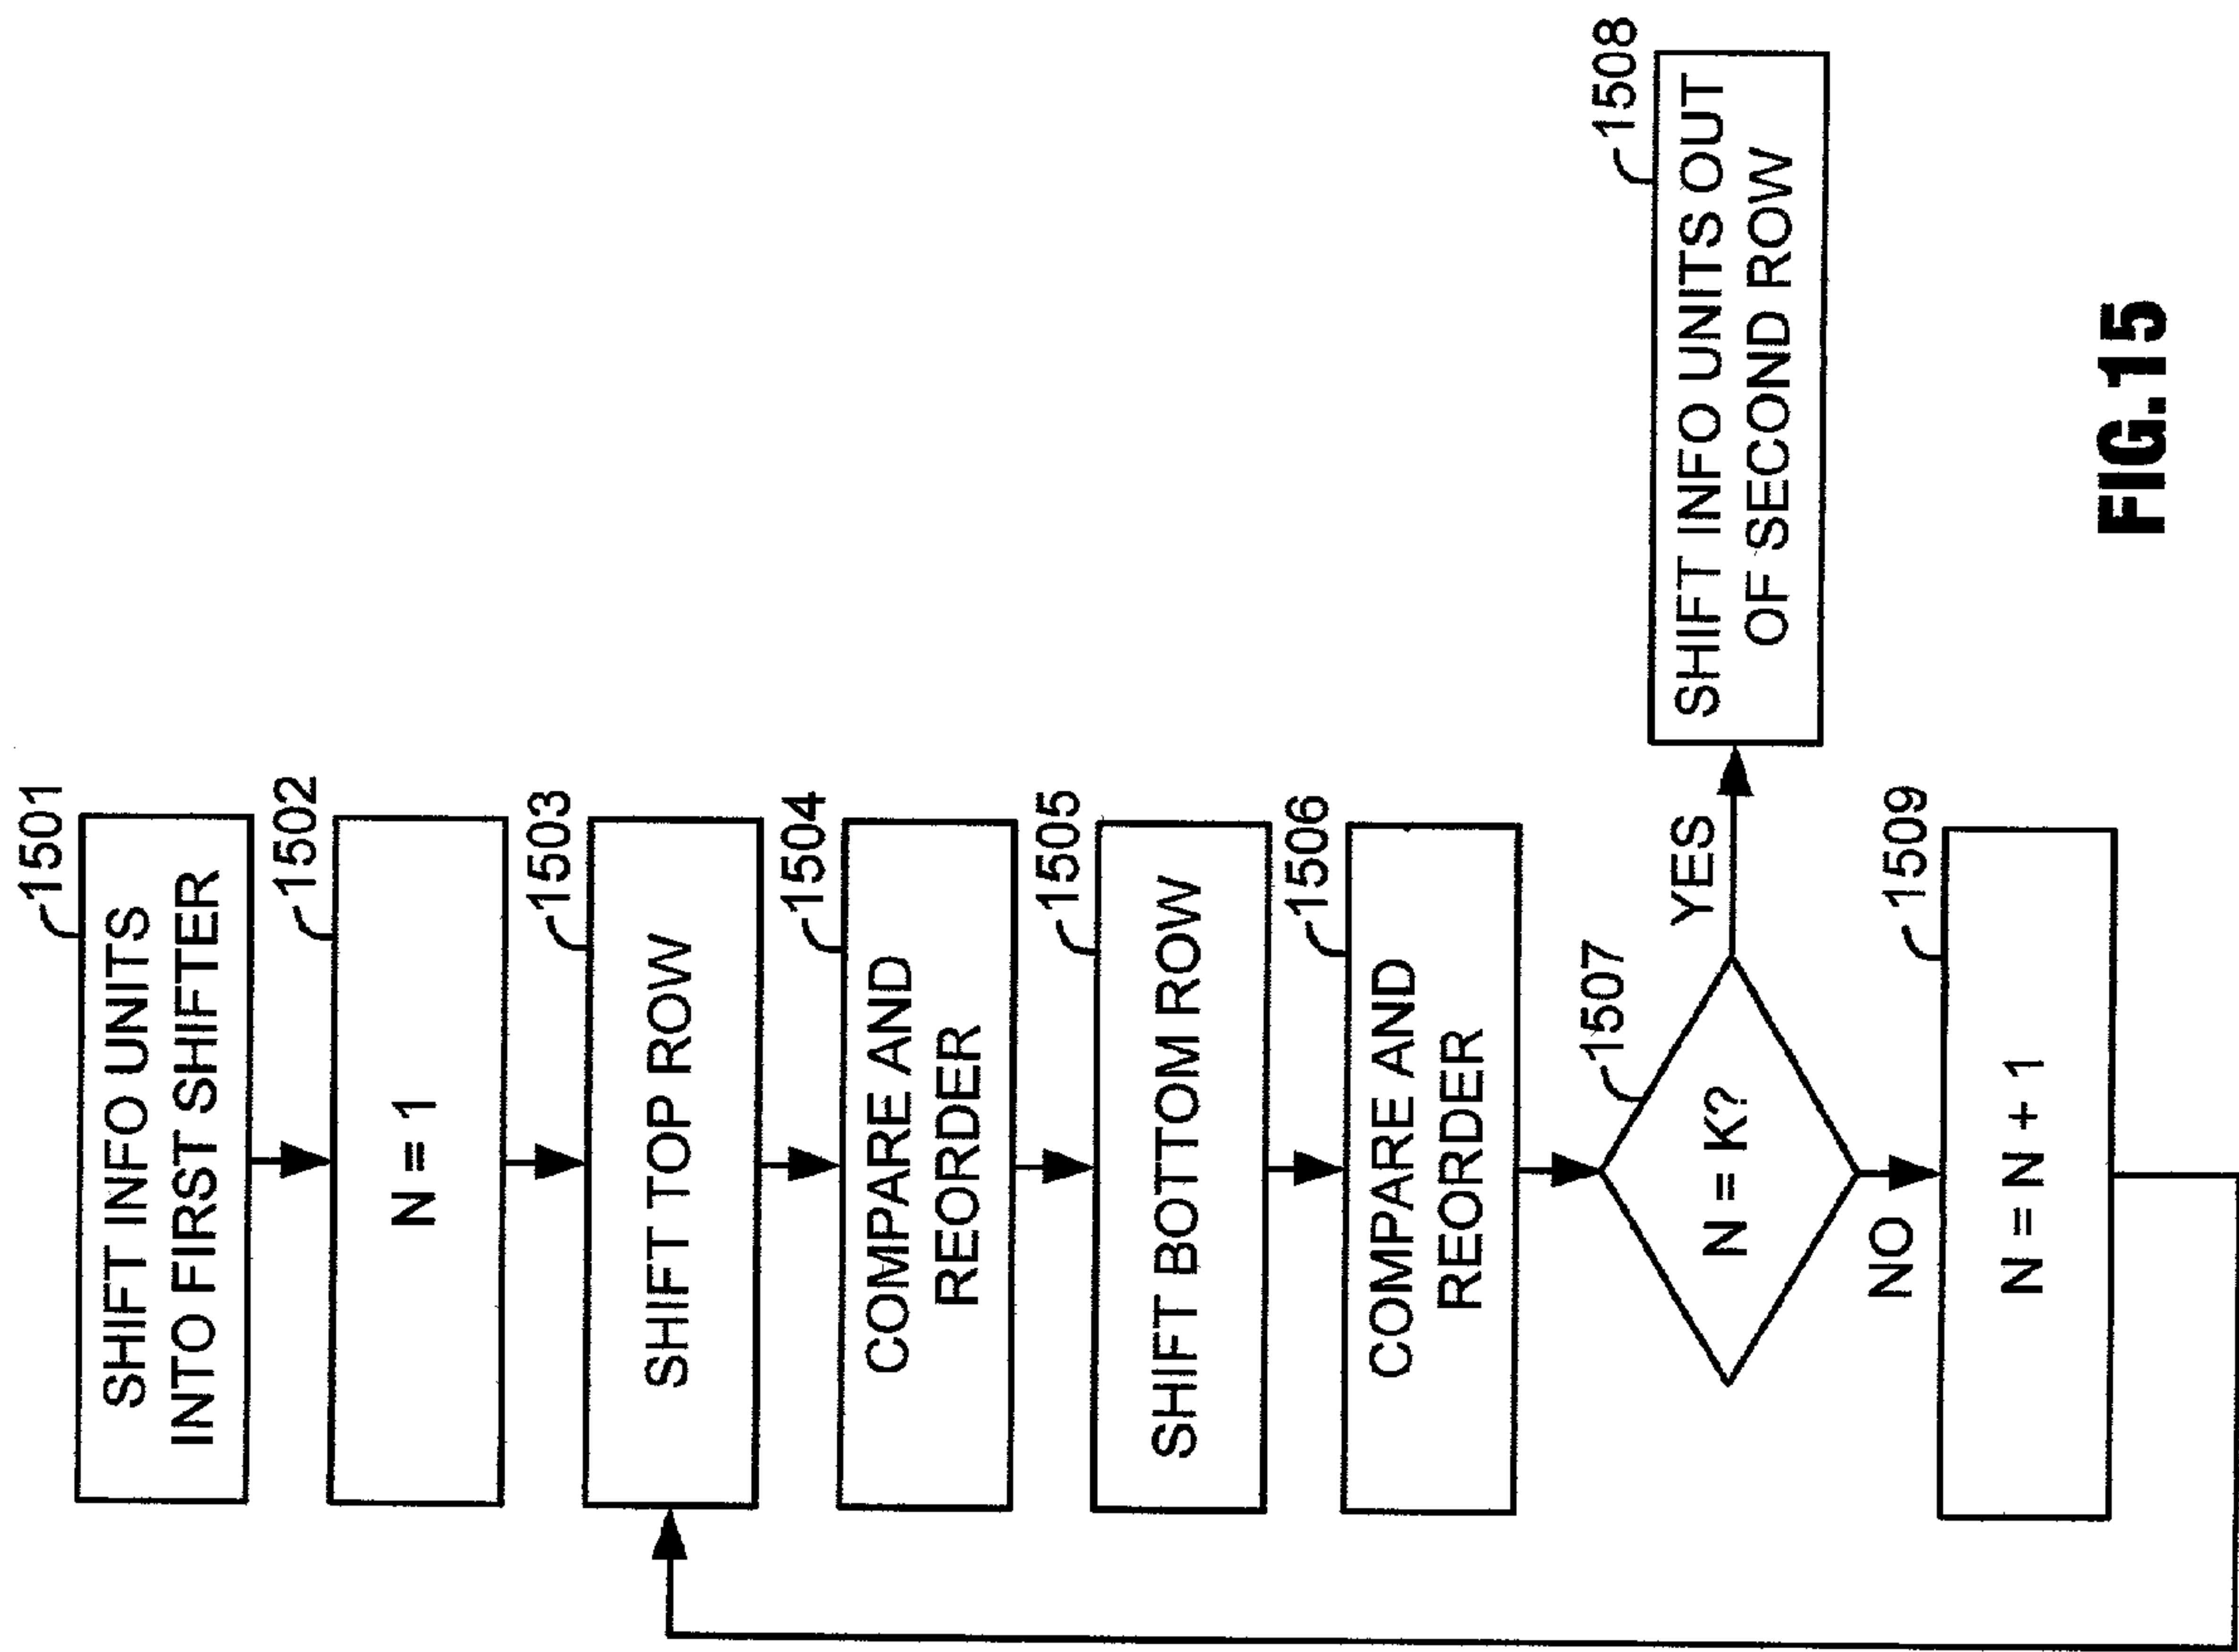 1501
SHIFT INFO UNITS
INTO FIRST SHIFTER
1502
N = 1
1503
SHIFT TOP ROW
1504
COMPARE AND
REORDER
1505
SHIFT BOTTOM ROW
1506
COMPARE AND
REORDER
1507
N = K?
YES
1508
SHIFT INFO UNITS OUT
OF SECOND ROW
NO
1509
N = N + 1
FIG.15